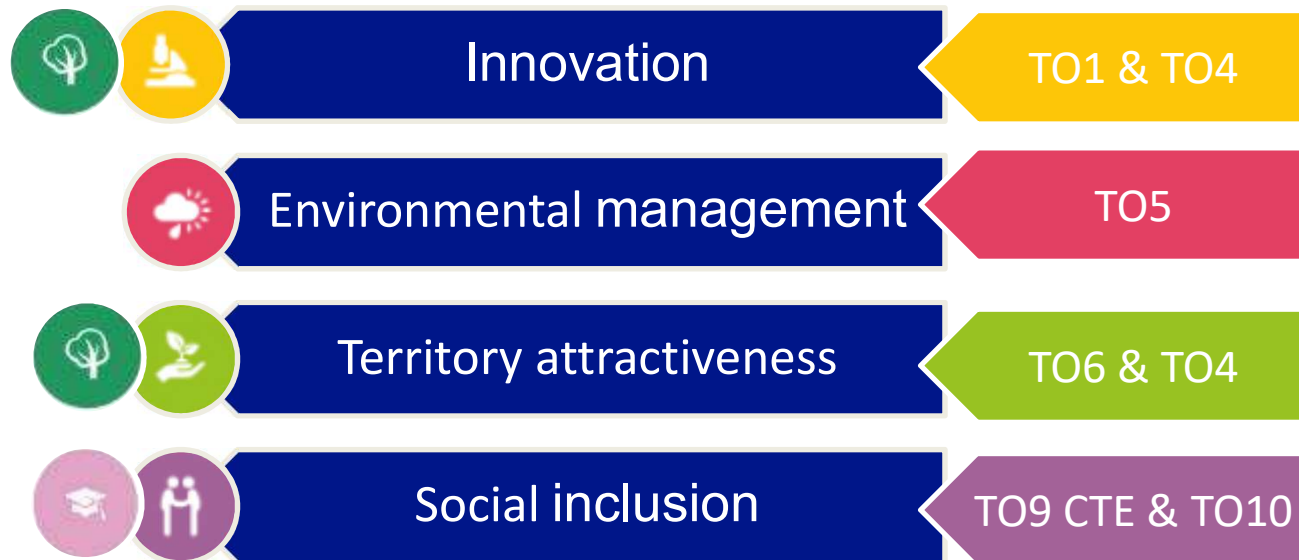 Innovation
TO1 & TO4
Environmental management
TO5
Territory attractiveness
TO6 & TO4
Social inclusion
TO9 CTE & TO10